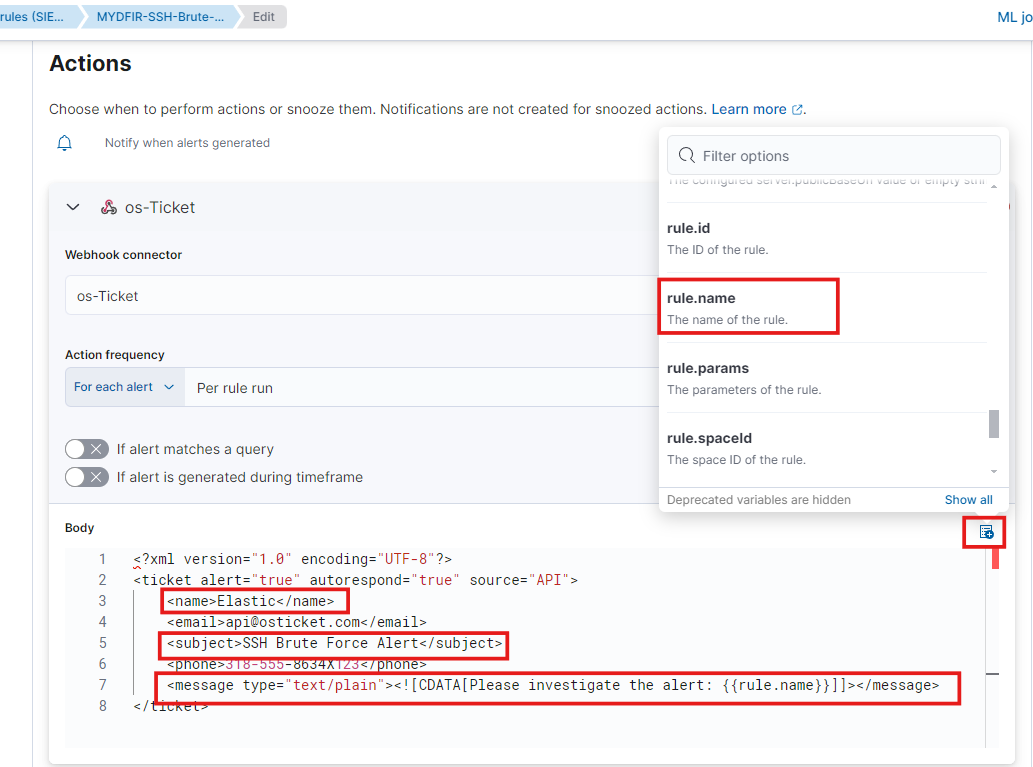 rules (SIE...
MYDFIR-SSH-Brute-...
Edit
ML jo
Actions
Choose when to perform actions or snooze them. Notifications are not created for snoozed actions. Learn more.
Notify when alerts generated
os-Ticket
Webhook connector
os-Ticket
Action frequency
For each alert
Per rule run
If alert matches a query
If alert is generated during timeframe
Filter options
The configured server.publicBaseUrl value or empty stri
rule.id
The ID of the rule.
rule.name
The name of the rule.
rule.params
The parameters of the rule.
rule.spaceId
The space ID of the rule.
Deprecated variables are hidden
Show all
Body
1 <?xml version="1.0" encoding="UTF-8"?>
2 <ticket alert="true" autorespond="true" source="API">
3 <name>Elastic</name>
4 <email>api@osticket.com</email>
5 <subject>SSH Brute Force Alert</subject>
6 <phone>318-555-8634X123</phone>
7 <message type="text/plain"><![CDATA[Please investigate the alert: {{rule.name}}]]></message>
8 </ticket>